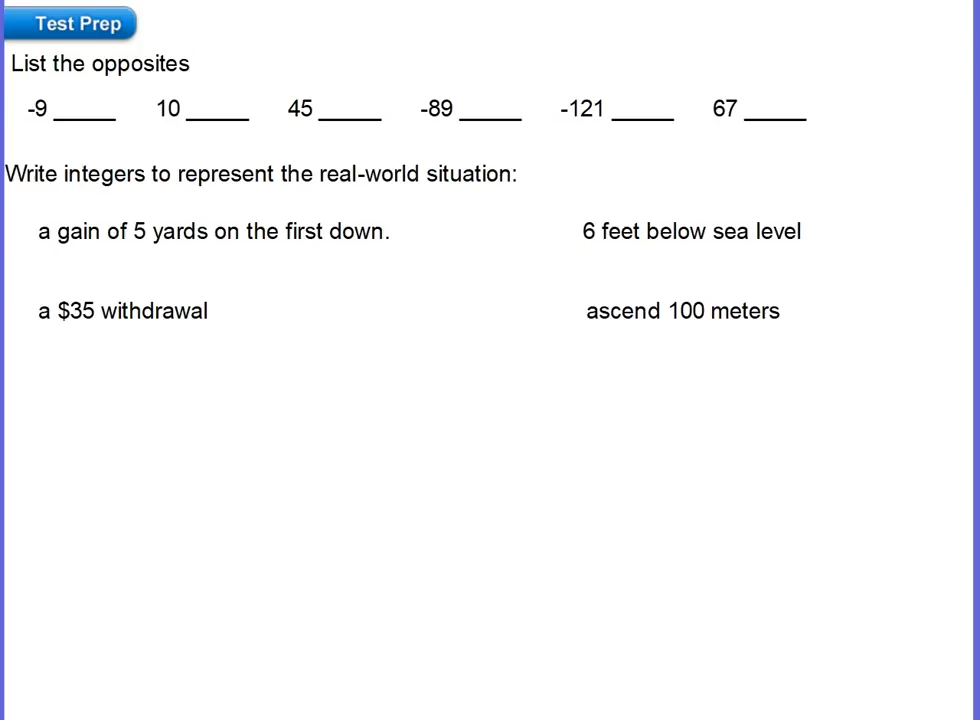 Test Prep
List the opposites
-9 _____ 10 _____ 45 _____ -89 _____ -121 _____ 67 _____
Write integers to represent the real-world situation:
a gain of 5 yards on the first down. 6 feet below sea level
a $35 withdrawal ascend 100 meters